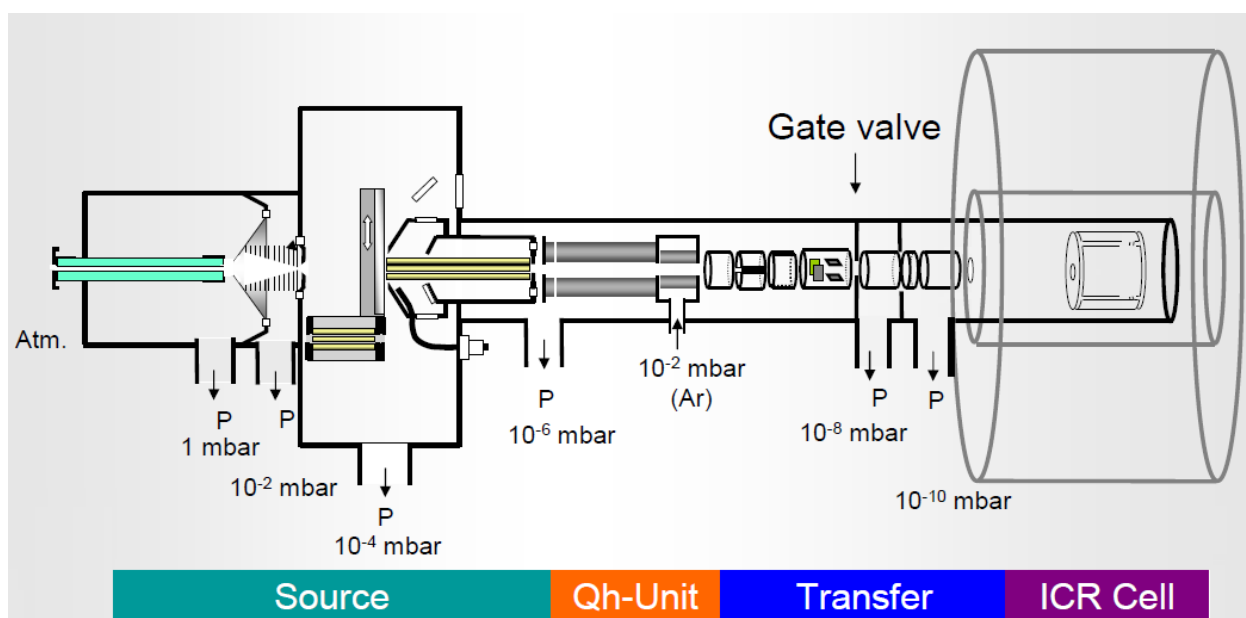 Gate valve
Atm.
P
1 mbar
P
10⁻² mbar
P
10⁻⁴ mbar
P
10⁻⁶ mbar
10⁻² mbar
(Ar)
P
10⁻⁸ mbar
P
10⁻¹⁰ mbar
Source
Qh-Unit
Transfer
ICR Cell